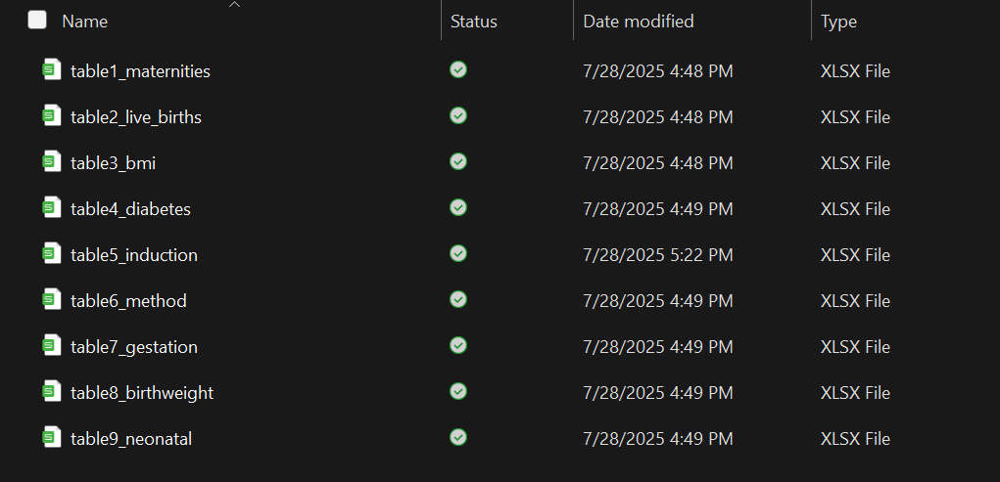 Name Status Date modified Type
table1_maternities 7/28/2025 4:48 PM XLSX File
table2_live_births 7/28/2025 4:48 PM XLSX File
table3_bmi 7/28/2025 4:48 PM XLSX File
table4_diabetes 7/28/2025 4:49 PM XLSX File
table5_induction 7/28/2025 5:22 PM XLSX File
table6_method 7/28/2025 4:49 PM XLSX File
table7_gestation 7/28/2025 4:49 PM XLSX File
table8_birthweight 7/28/2025 4:49 PM XLSX File
table9_neonatal 7/28/2025 4:49 PM XLSX File